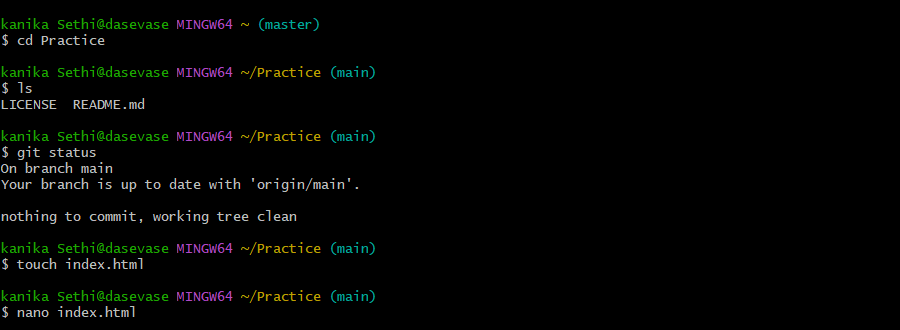 kanika Sethi@dasevase MINGW64 ~ (master)
$ cd Practice
kanika Sethi@dasevase MINGW64 ~/Practice (main)
$ ls
LICENSE  README.md
kanika Sethi@dasevase MINGW64 ~/Practice (main)
$ git status
On branch main
Your branch is up to date with 'origin/main'.
nothing to commit, working tree clean
kanika Sethi@dasevase MINGW64 ~/Practice (main)
$ touch index.html
kanika Sethi@dasevase MINGW64 ~/Practice (main)
$ nano index.html